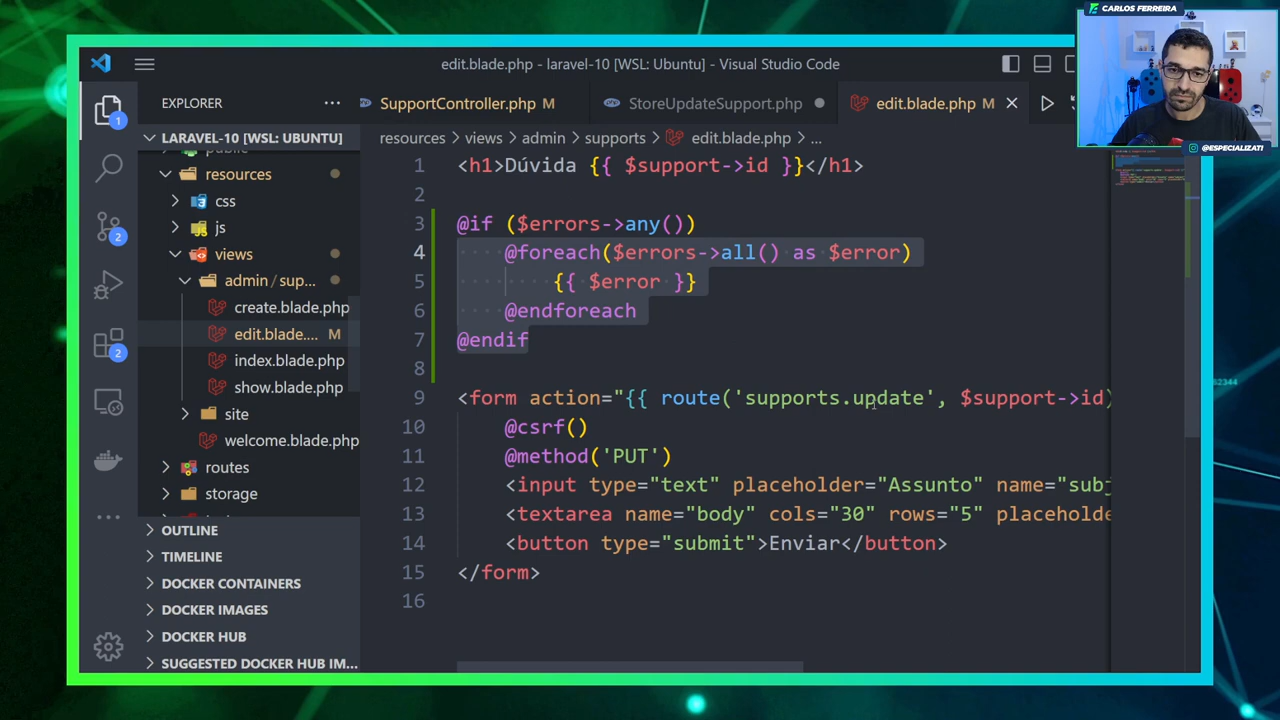 CARLOS FERREIRA
@ESPECIALIZATI
edit.blade.php - laravel-10 [WSL: Ubuntu] - Visual Studio Code
EXPLORER
SupportController.php M
StoreUpdateSupport.php
edit.blade.php M
LARAVEL-10 [WSL: UBUNTU]
resources > views > admin > supports > edit.blade.php > ...
public
resources
css
js
views
admin/sup...
create.blade.php
edit.blade.... M
index.blade.php
show.blade.php
site
welcome.blade.php
routes
storage
OUTLINE
TIMELINE
DOCKER CONTAINERS
DOCKER IMAGES
DOCKER HUB
SUGGESTED DOCKER HUB IM...
1
2
2
1 <h1>Dúvida {{ $support->id }}</h1>
2
3 @if ($errors->any())
4 @foreach($errors->all() as $error)
5 {{ $error }}
6 @endforeach
7 @endif
8
9 <form action="{{ route('supports.update', $support->id)
10 @csrf()
11 @method('PUT')
12 <input type="text" placeholder="Assunto" name="subj
13 <textarea name="body" cols="30" rows="5" placeholde
14 <button type="submit">Enviar</button>
15 </form>
16